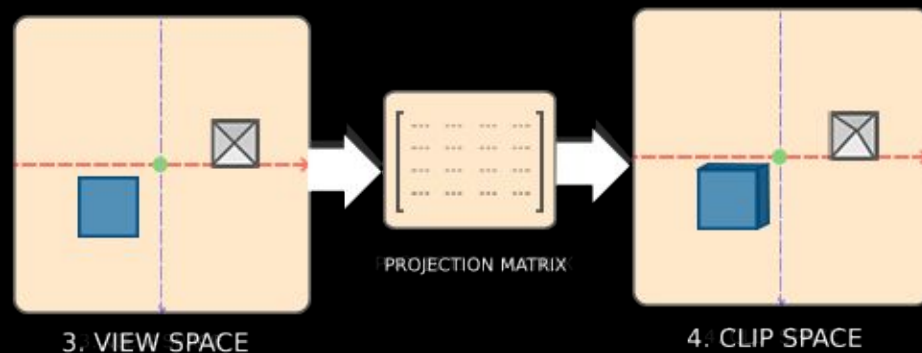 PROJECTION MATRIX
3. VIEW SPACE
4. CLIP SPACE